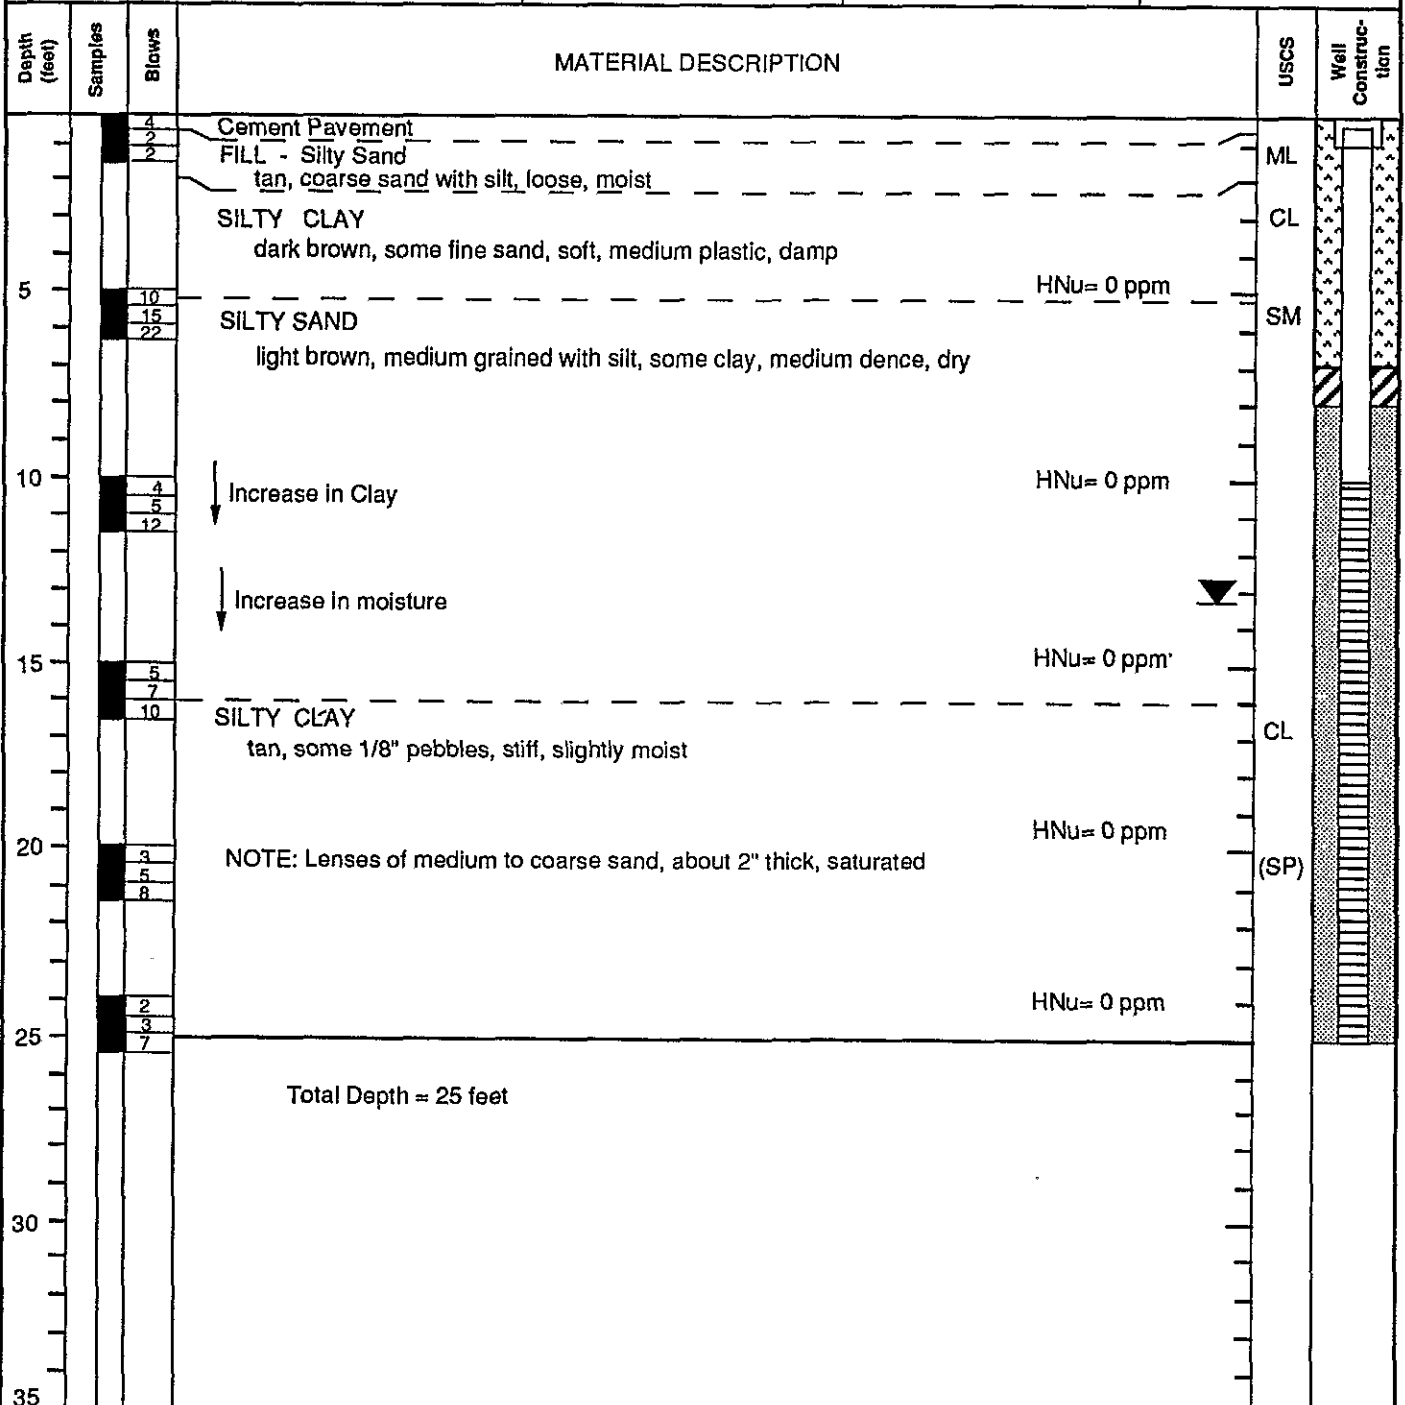 Depth (feet)
Samples
Blows
MATERIAL DESCRIPTION
USCS
Well Construc-tion
4
Cement Pavement
2
2
FILL - Silty Sand
ML
tan, coarse sand with silt, loose, moist
SILTY CLAY
CL
dark brown, some fine sand, soft, medium plastic, damp
HNu= 0 ppm
5
10
15
SILTY SAND
SM
22
light brown, medium grained with silt, some clay, medium dence, dry
10
HNu= 0 ppm
4
Increase in Clay
5
12
Increase in moisture
15
HNu= 0 ppm
5
7
10
SILTY CLAY
CL
tan, some 1/8" pebbles, stiff, slightly moist
HNu= 0 ppm
20
3
NOTE: Lenses of medium to coarse sand, about 2" thick, saturated
(SP)
5
8
HNu= 0 ppm
2
3
25
7
Total Depth = 25 feet
30
35